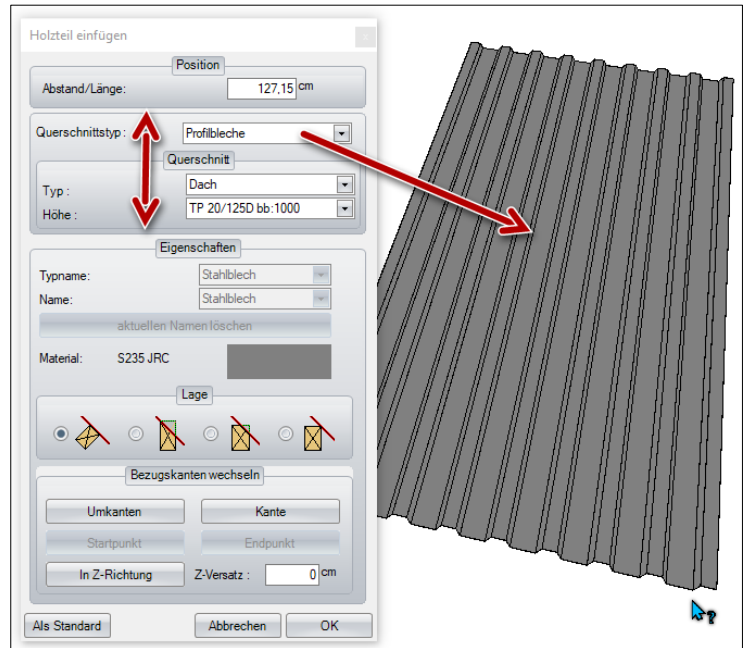 Holzteil einfügen
Position
Abstand/Länge: 127,15 cm
Querschnittstyp: Profilbleche
Querschnitt
Typ : Dach
Höhe : TP 20/125D bb:1000
Eigenschaften
Typname: Stahlblech
Name: Stahlblech
aktuellen Namen löschen
Material: S235 JRC
Lage
Bezugskanten wechseln
Umkanten Kante
Startpunkt Endpunkt
In Z-Richtung Z-Versatz : 0 cm
Als Standard Abbrechen OK